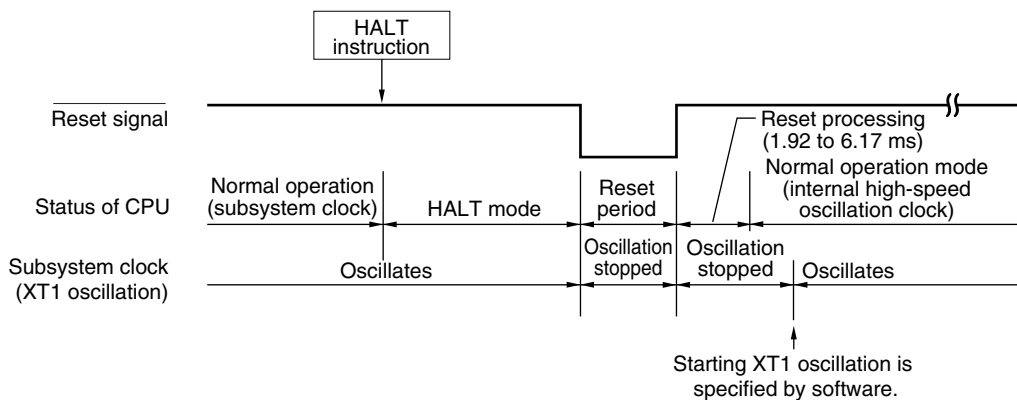 HALT
instruction
Reset signal
Reset processing
(1.92 to 6.17 ms)
Status of CPU
Normal operation
(subsystem clock)
HALT mode
Reset
period
Normal operation mode
(internal high-speed
oscillation clock)
Subsystem clock
(XT1 oscillation)
Oscillates
Oscillation
stopped
Oscillation
stopped
Oscillates
Starting XT1 oscillation is
specified by software.